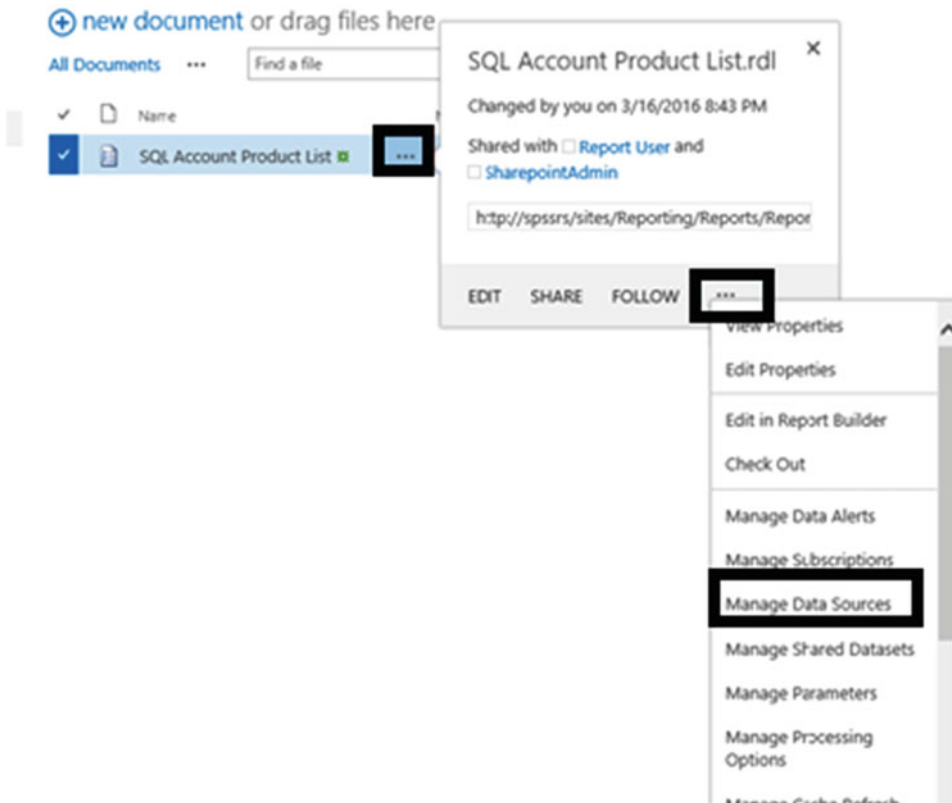 new document or drag files here
All Documents ...
Find a file
Name
SQL Account Product List ...
SQL Account Product List.rdl
Changed by you on 3/16/2016 8:43 PM
Shared with Report User and
SharepointAdmin
http://spssrs/sites/Reporting/Reports/Repor
EDIT SHARE FOLLOW ...
View Properties
Edit Properties
Edit in Report Builder
Check Out
Manage Data Alerts
Manage Subscriptions
Manage Data Sources
Manage Shared Datasets
Manage Parameters
Manage Processing
Options
Manage Cache Refresh